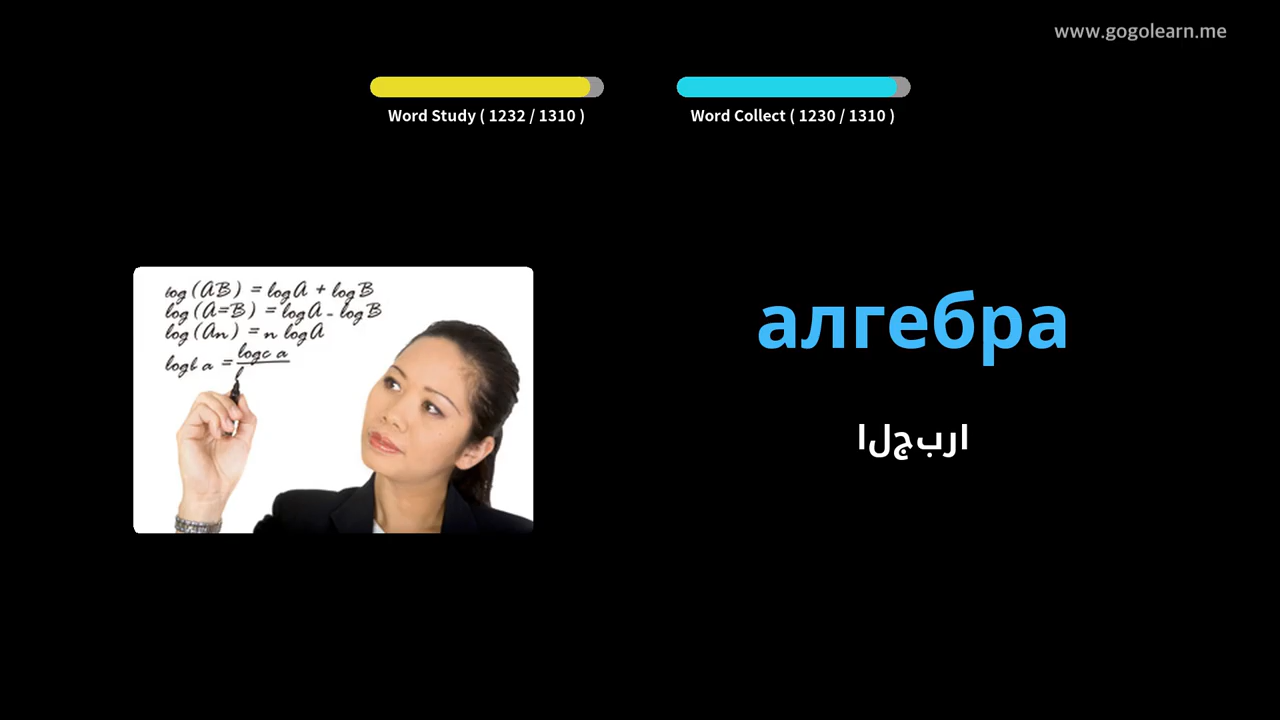 www.gogolearn.me
Word Study ( 1232 / 1310 )
Word Collect ( 1230 / 1310 )
log (AB) = log A + log B
log (A=B) = log A - log B
log (An) = n log A
logb a = logc a
алгебра
الجبرا